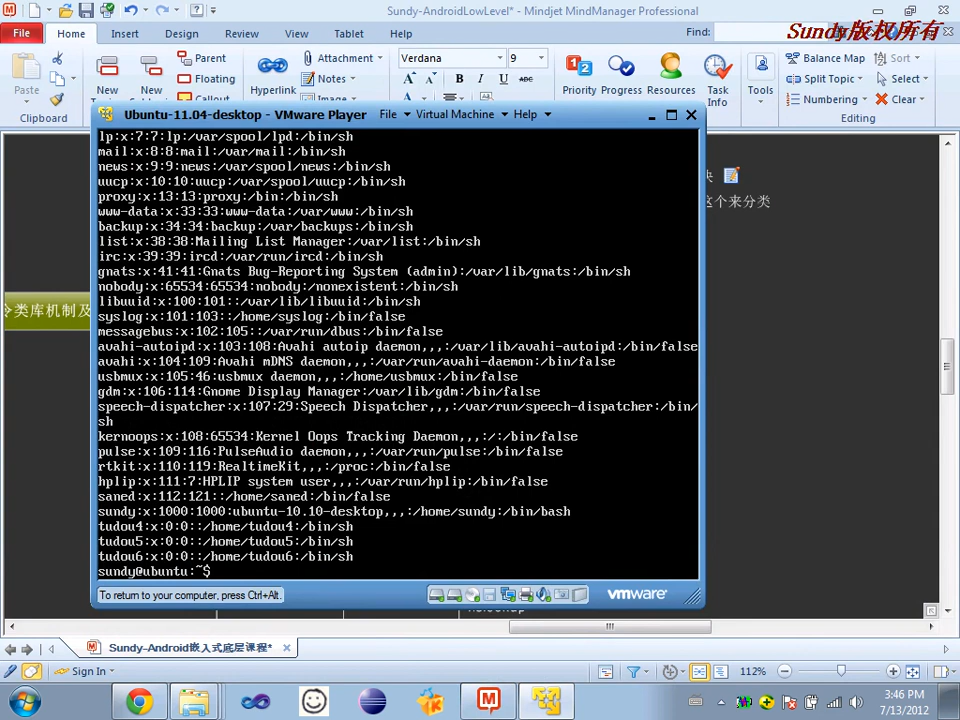 Sundy-AndroidLowLevel* - Mindjet MindManager Professional
File
Home
Insert
Design
Review
View
Tablet
Help
Find:
Sundy版权所有
Paste
Clipboard
New
New
Parent
Floating
Callout
Hyperlink
Attachment
Notes
Image
Verdana
9
B
I
U
abc
Priority
Progress
Resources
Task
Info
Tools
Balance Map
Sort
Split Topic
Select
Numbering
Clear
Editing
Ubuntu-11.04-desktop - VMware Player
File
Virtual Machine
Help
lp:x:7:7:lp:/var/spool/lpd:/bin/sh
mail:x:8:8:mail:/var/mail:/bin/sh
news:x:9:9:news:/var/spool/news:/bin/sh
uucp:x:10:10:uucp:/var/spool/uucp:/bin/sh
proxy:x:13:13:proxy:/bin:/bin/sh
www-data:x:33:33:www-data:/var/www:/bin/sh
backup:x:34:34:backup:/var/backups:/bin/sh
list:x:38:38:Mailing List Manager:/var/list:/bin/sh
irc:x:39:39:ircd:/var/run/ircd:/bin/sh
gnats:x:41:41:Gnats Bug-Reporting System (admin):/var/lib/gnats:/bin/sh
nobody:x:65534:65534:nobody:/nonexistent:/bin/sh
libuuid:x:100:101::/var/lib/libuuid:/bin/sh
syslog:x:101:103::/home/syslog:/bin/false
messagebus:x:102:105::/var/run/dbus:/bin/false
avahi-autoipd:x:103:108:Avahi autoip daemon,,,:/var/lib/avahi-autoipd:/bin/false
avahi:x:104:109:Avahi mDNS daemon,,,:/var/run/avahi-daemon:/bin/false
usbmux:x:105:46:usbmux daemon,,,:/home/usbmux:/bin/false
gdm:x:106:114:Gnome Display Manager:/var/lib/gdm:/bin/false
speech-dispatcher:x:107:29:Speech Dispatcher,,,:/var/run/speech-dispatcher:/bin/
sh
kernoops:x:108:65534:Kernel Oops Tracking Daemon,,,:/:/bin/false
pulse:x:109:116:PulseAudio daemon,,,:/var/run/pulse:/bin/false
rtkit:x:110:119:RealtimeKit,,,:/proc:/bin/false
hplip:x:111:7:HPLIP system user,,,:/var/run/hplip:/bin/false
saned:x:112:121::/home/saned:/bin/false
sundy:x:1000:1000:ubuntu-10.10-desktop,,,:/home/sundy:/bin/bash
tudou4:x:0:0::/home/tudou4:/bin/sh
tudou5:x:0:0::/home/tudou5:/bin/sh
tudou6:x:0:0::/home/tudou6:/bin/sh
sundy@ubuntu:~$
To return to your computer, press Ctrl+Alt.
vmware
这个来分类
令类库机制及
Sundy-Android嵌入式底层课程*
Sign In
112%
3:46 PM
7/13/2012